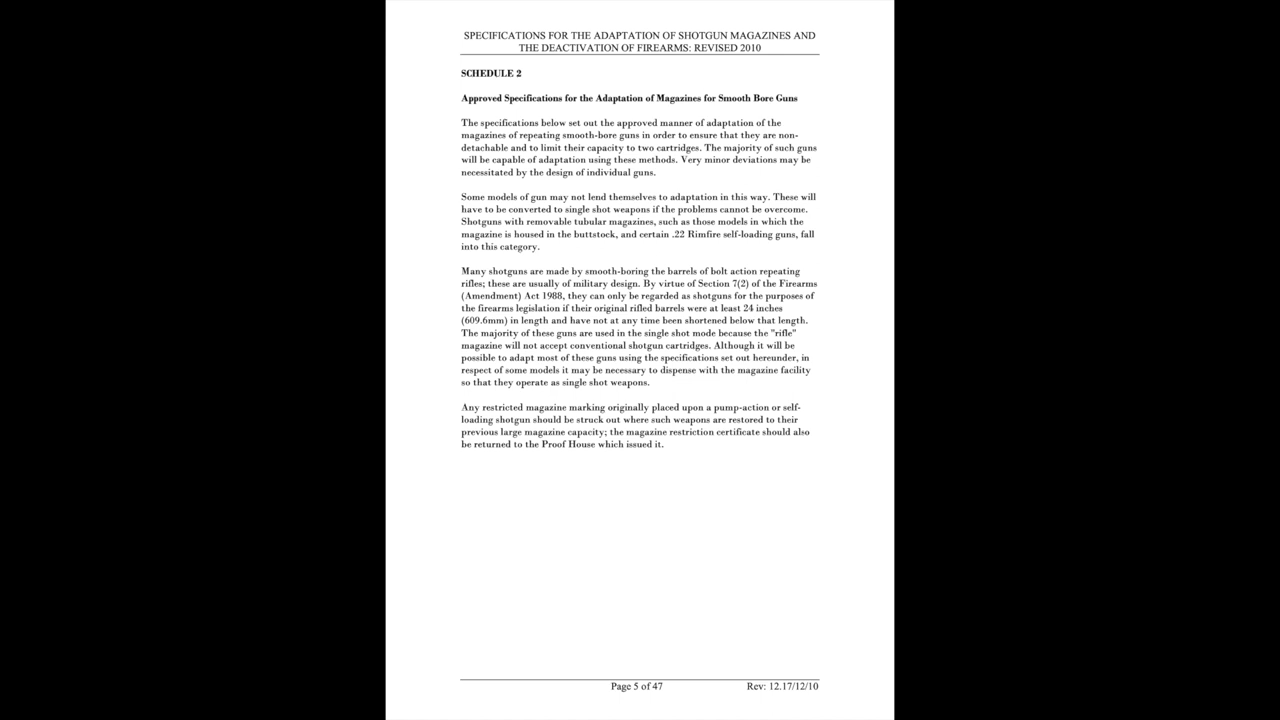 SPECIFICATIONS FOR THE ADAPTATION OF SHOTGUN MAGAZINES AND
THE DEACTIVATION OF FIREARMS: REVISED 2010
SCHEDULE 2
Approved Specifications for the Adaptation of Magazines for Smooth Bore Guns
The specifications below set out the approved manner of adaptation of the
magazines of repeating smooth-bore guns in order to ensure that they are non-
detachable and to limit their capacity to two cartridges. The majority of such guns
will be capable of adaptation using these methods. Very minor deviations may be
necessitated by the design of individual guns.
Some models of gun may not lend themselves to adaptation in this way. These will
have to be converted to single shot weapons if the problems cannot be overcome.
Shotguns with removable tubular magazines, such as those models in which the
magazine is housed in the buttstock, and certain .22 Rimfire self-loading guns, fall
into this category.
Many shotguns are made by smooth-boring the barrels of bolt action repeating
rifles; these are usually of military design. By virtue of Section 7(2) of the Firearms
(Amendment) Act 1988, they can only be regarded as shotguns for the purposes of
the firearms legislation if their original rifled barrels were at least 24 inches
(609.6mm) in length and have not at any time been shortened below that length.
The majority of these guns are used in the single shot mode because the "rifle"
magazine will not accept conventional shotgun cartridges. Although it will be
possible to adapt most of these guns using the specifications set out hereunder, in
respect of some models it may be necessary to dispense with the magazine facility
so that they operate as single shot weapons.
Any restricted magazine marking originally placed upon a pump-action or self-
loading shotgun should be struck out where such weapons are restored to their
previous large magazine capacity; the magazine restriction certificate should also
be returned to the Proof House which issued it.
Page 5 of 47
Rev: 12.17/12/10